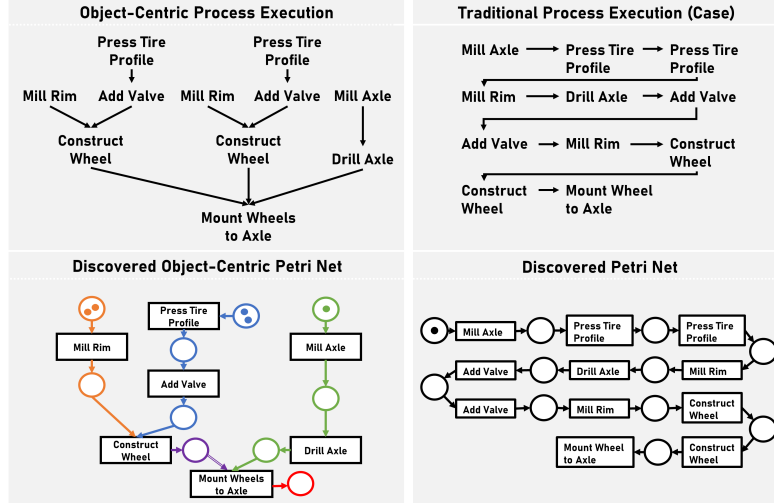 Object-Centric Process Execution
Press Tire
Profile
Press Tire
Profile
Mill Rim
Add Valve
Mill Rim
Add Valve
Mill Axle
Construct
Wheel
Construct
Wheel
Drill Axle
Mount Wheels
to Axle
Traditional Process Execution (Case)
Mill Axle
Press Tire
Profile
Press Tire
Profile
Mill Rim
Drill Axle
Add Valve
Add Valve
Mill Rim
Construct
Wheel
Construct
Wheel
Mount Wheel
to Axle
Discovered Object-Centric Petri Net
Press Tire
Profile
Mill Rim
Mill Axle
Add Valve
Construct
Wheel
Drill Axle
Mount Wheels
to Axle
Discovered Petri Net
Mill Axle
Press Tire
Profile
Press Tire
Profile
Add Valve
Drill Axle
Mill Rim
Add Valve
Mill Rim
Construct
Wheel
Mount Wheel
to Axle
Construct
Wheel